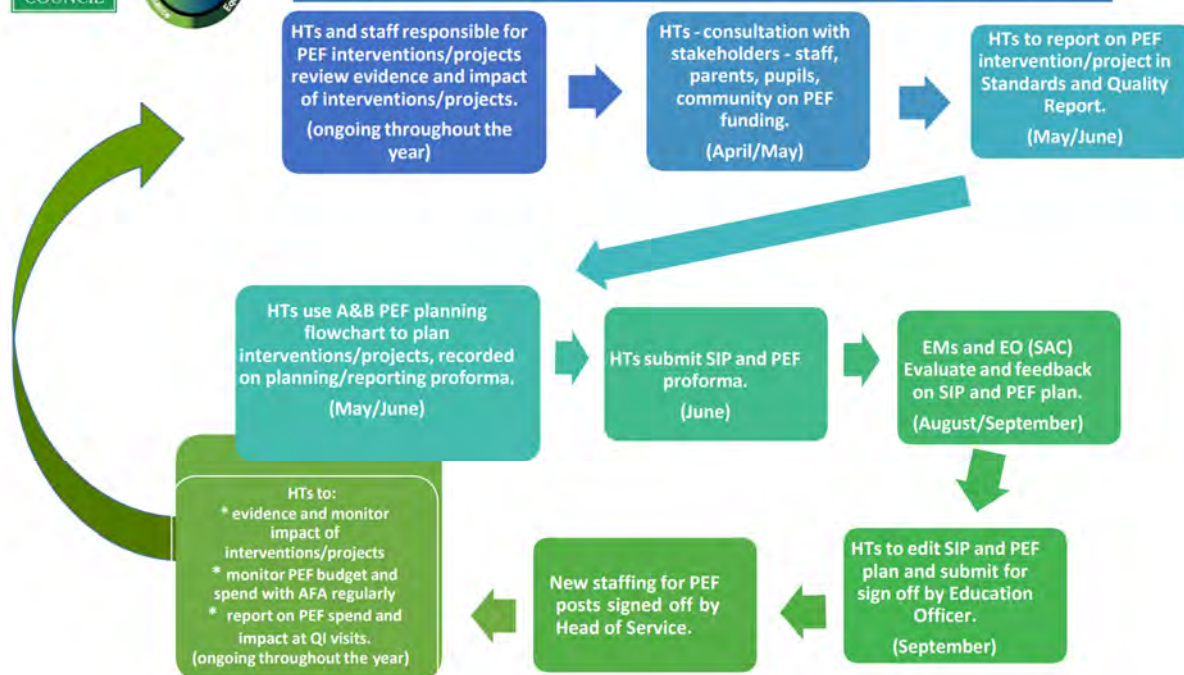 COUNCIL
HTs and staff responsible for
PEF interventions/projects
review evidence and impact
of interventions/projects.
(ongoing throughout the
year)
HTs - consultation with
stakeholders - staff,
parents, pupils,
community on PEF
funding.
(April/May)
HTs to report on PEF
intervention/project in
Standards and Quality
Report.
(May/June)
HTs use A&B PEF planning
flowchart to plan
interventions/projects, recorded
on planning/reporting proforma.
(May/June)
HTs submit SIP and PEF
proforma.
(June)
EMs and EO (SAC)
Evaluate and feedback
on SIP and PEF plan.
(August/September)
HTs to edit SIP and PEF
plan and submit for
sign off by Education
Officer.
(September)
New staffing for PEF
posts signed off by
Head of Service.
HTs to:
* evidence and monitor
impact of
interventions/projects
* monitor PEF budget and
spend with AFA regularly
* report on PEF spend and
impact at QI visits.
(ongoing throughout the year)